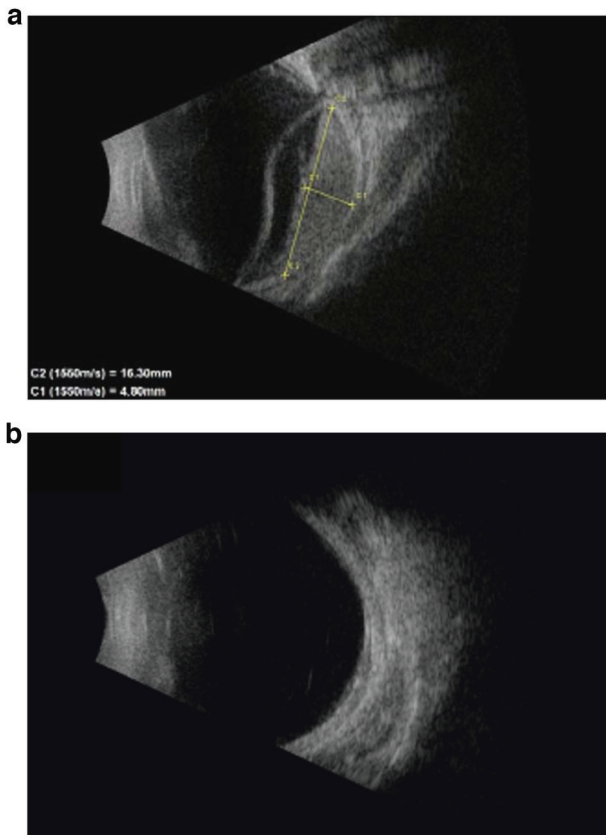 a
C2 (1550m/s) = 16.30mm
C1 (1550m/s) = 4.80mm
b